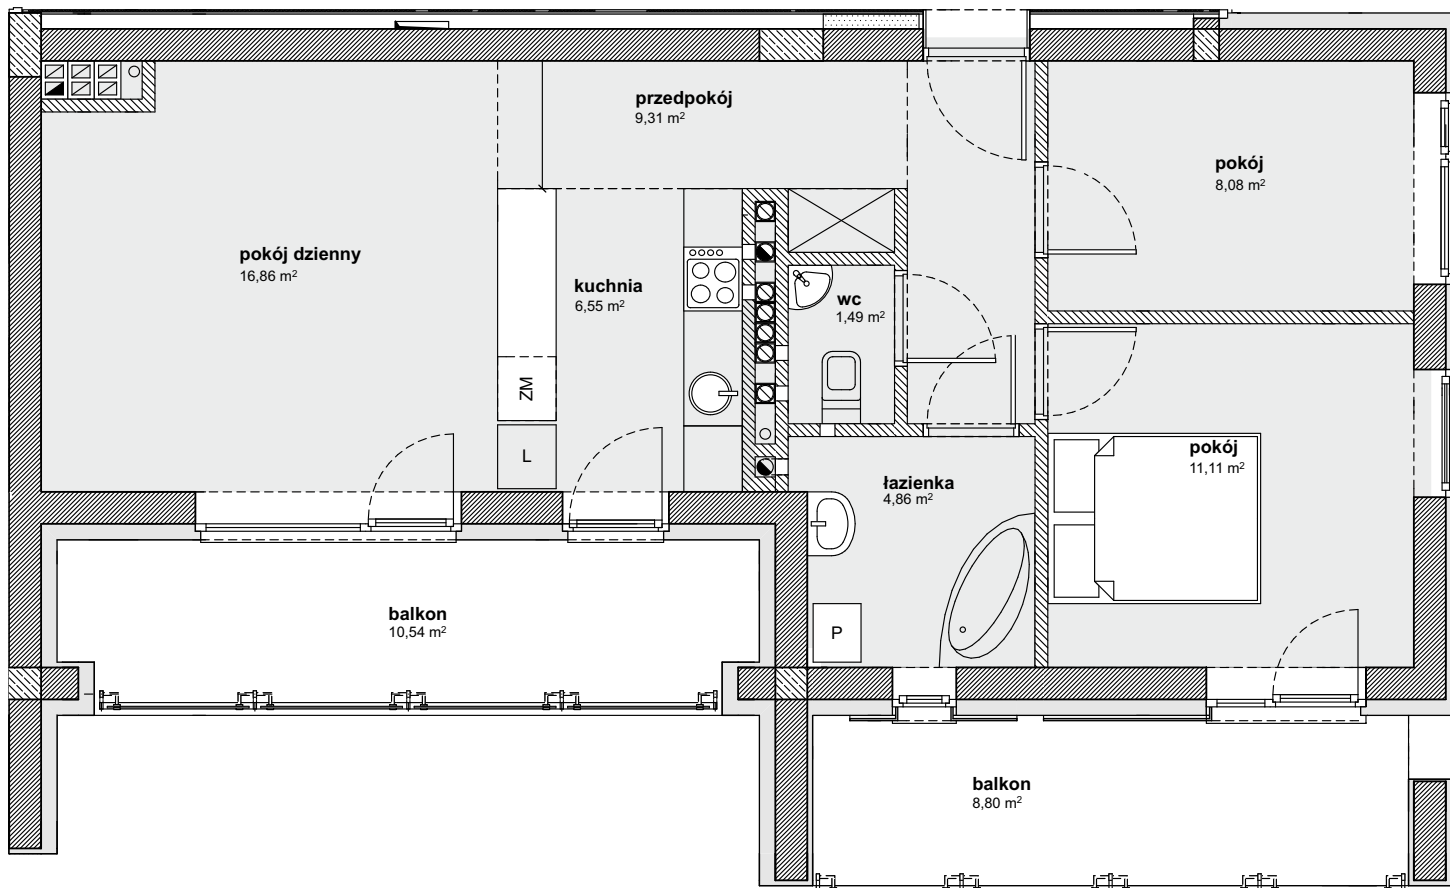 przedpokój
9,31 m²
pokój
8,08 m²
pokój dzienny
16,86 m²
kuchnia
6,55 m²
wc
1,49 m²
ZM
L
pokój
11,11 m²
łazienka
4,86 m²
P
balkon
10,54 m²
balkon
8,80 m²